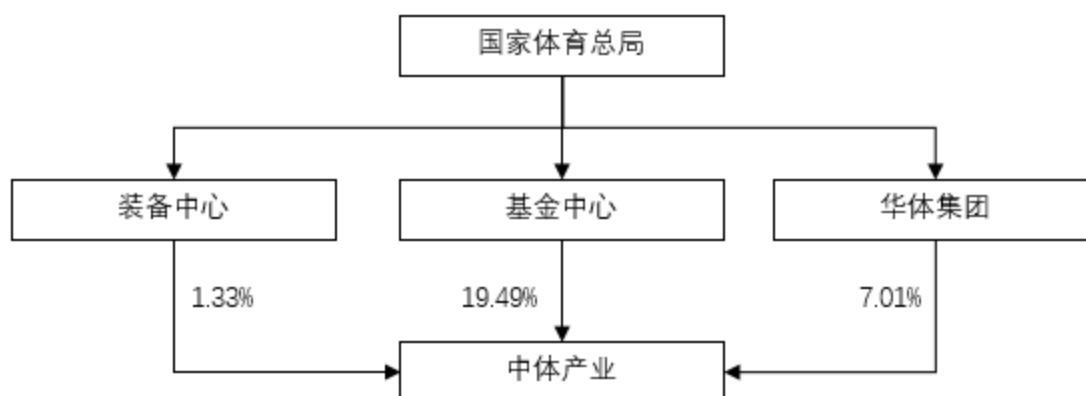 国家体育总局
装备中心
基金中心
华体集团
1.33%
19.49%
7.01%
中体产业